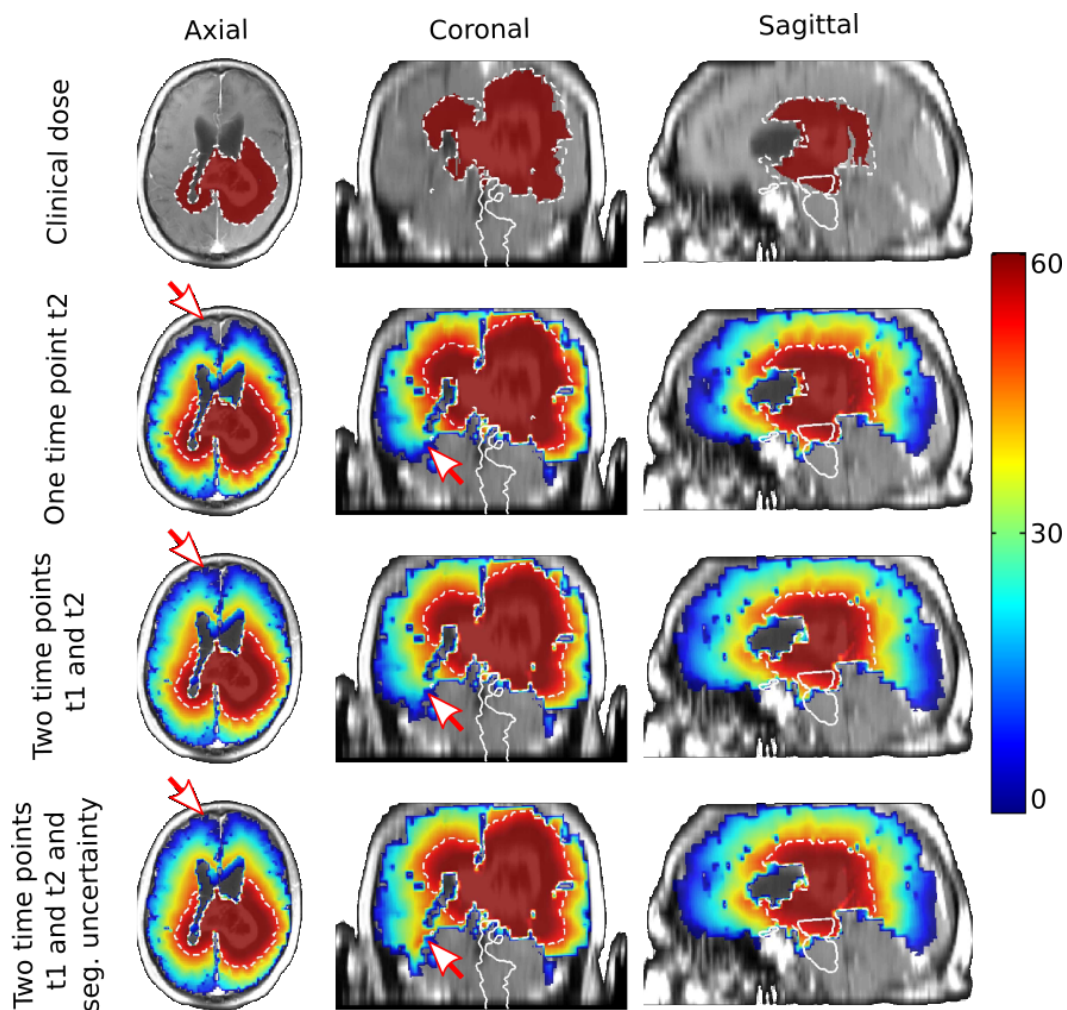 Axial
Coronal
Sagittal
Clinical dose
One time point t2
Two time points
t1 and t2
Two time points
t1 and t2 and
seg. uncertainty
60
30
0